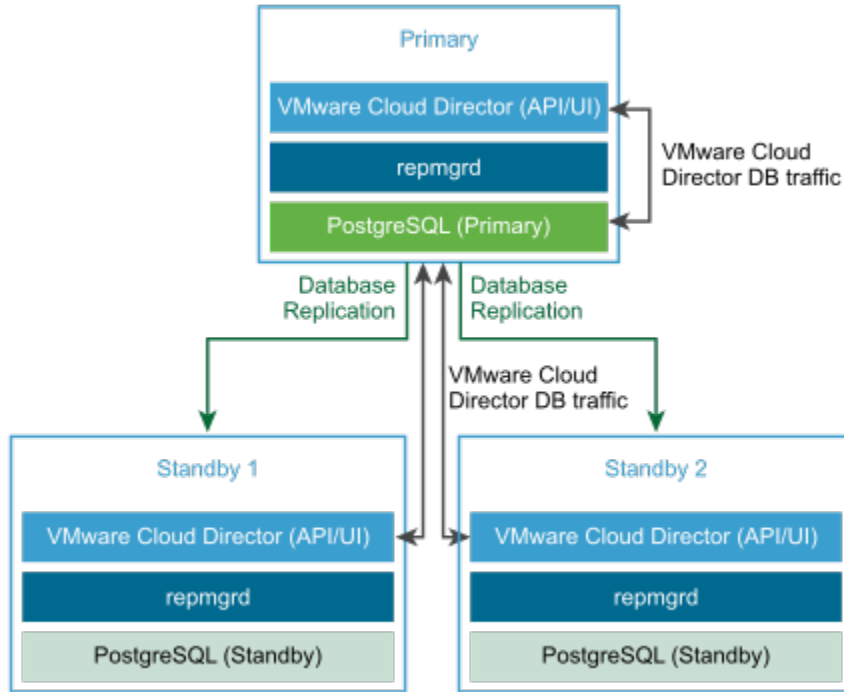 Primary
VMware Cloud Director (API/UI)
repmgrd
PostgreSQL (Primary)
VMware Cloud
Director DB traffic
Database
Replication
Database
Replication
VMware Cloud
Director DB traffic
Standby 1
VMware Cloud Director (API/UI)
repmgrd
PostgreSQL (Standby)
Standby 2
VMware Cloud Director (API/UI)
repmgrd
PostgreSQL (Standby)